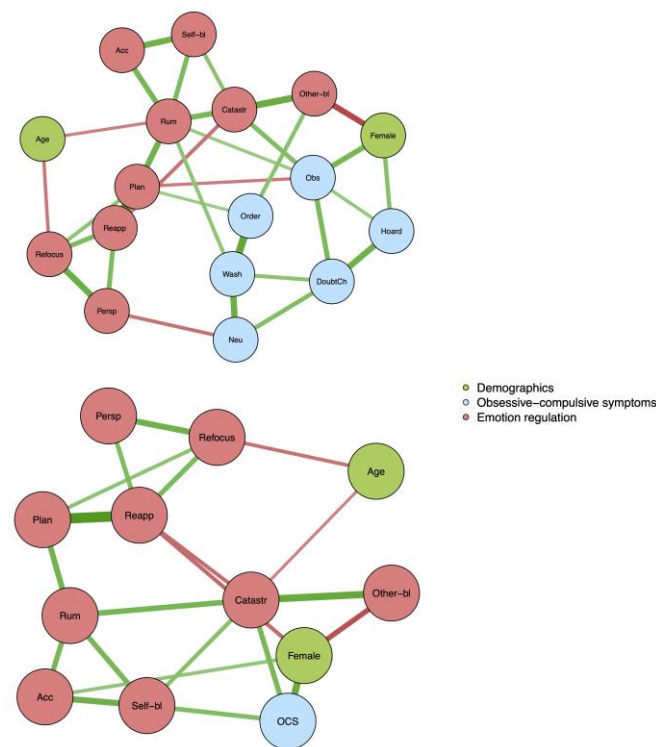 Self-bl
Acc
Other-bl
Catastr
Rum
Female
Age
Obs
Plan
Order
Reapp
Hoard
Refocus
Wash
DoubtCh
Persp
Neu
Demographics
Obsessive-compulsive symptoms
Emotion regulation
Persp
Refocus
Age
Plan
Reapp
Catastr
Other-bl
Rum
Female
Acc
Self-bl
OCS